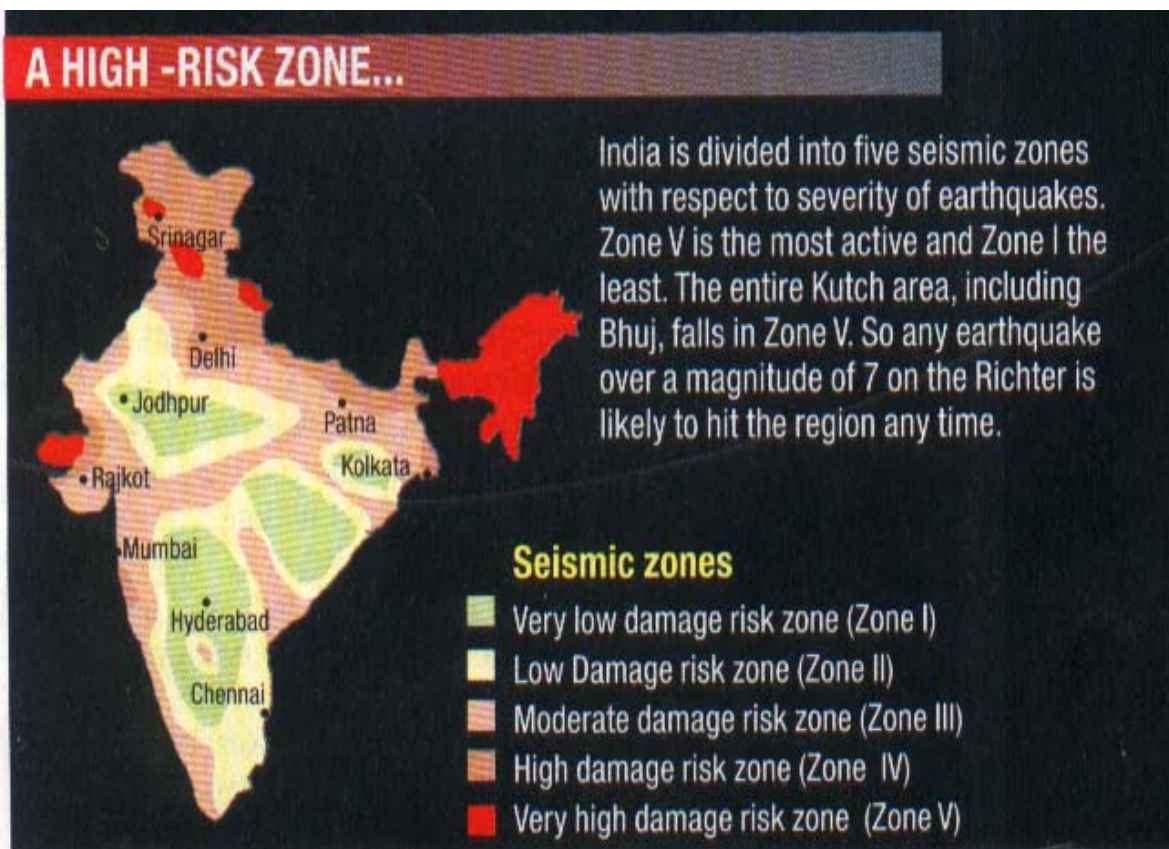 A HIGH -RISK ZONE...
India is divided into five seismic zones
with respect to severity of earthquakes.
Zone V is the most active and Zone I the
least. The entire Kutch area, including
Bhuj, falls in Zone V. So any earthquake
over a magnitude of 7 on the Richter is
likely to hit the region any time.
Srinagar
Delhi
Jodhpur
Patna
Kolkata
Rajkot
Mumbai
Hyderabad
Chennai
Seismic zones
Very low damage risk zone (Zone I)
Low Damage risk zone (Zone II)
Moderate damage risk zone (Zone III)
High damage risk zone (Zone IV)
Very high damage risk zone (Zone V)